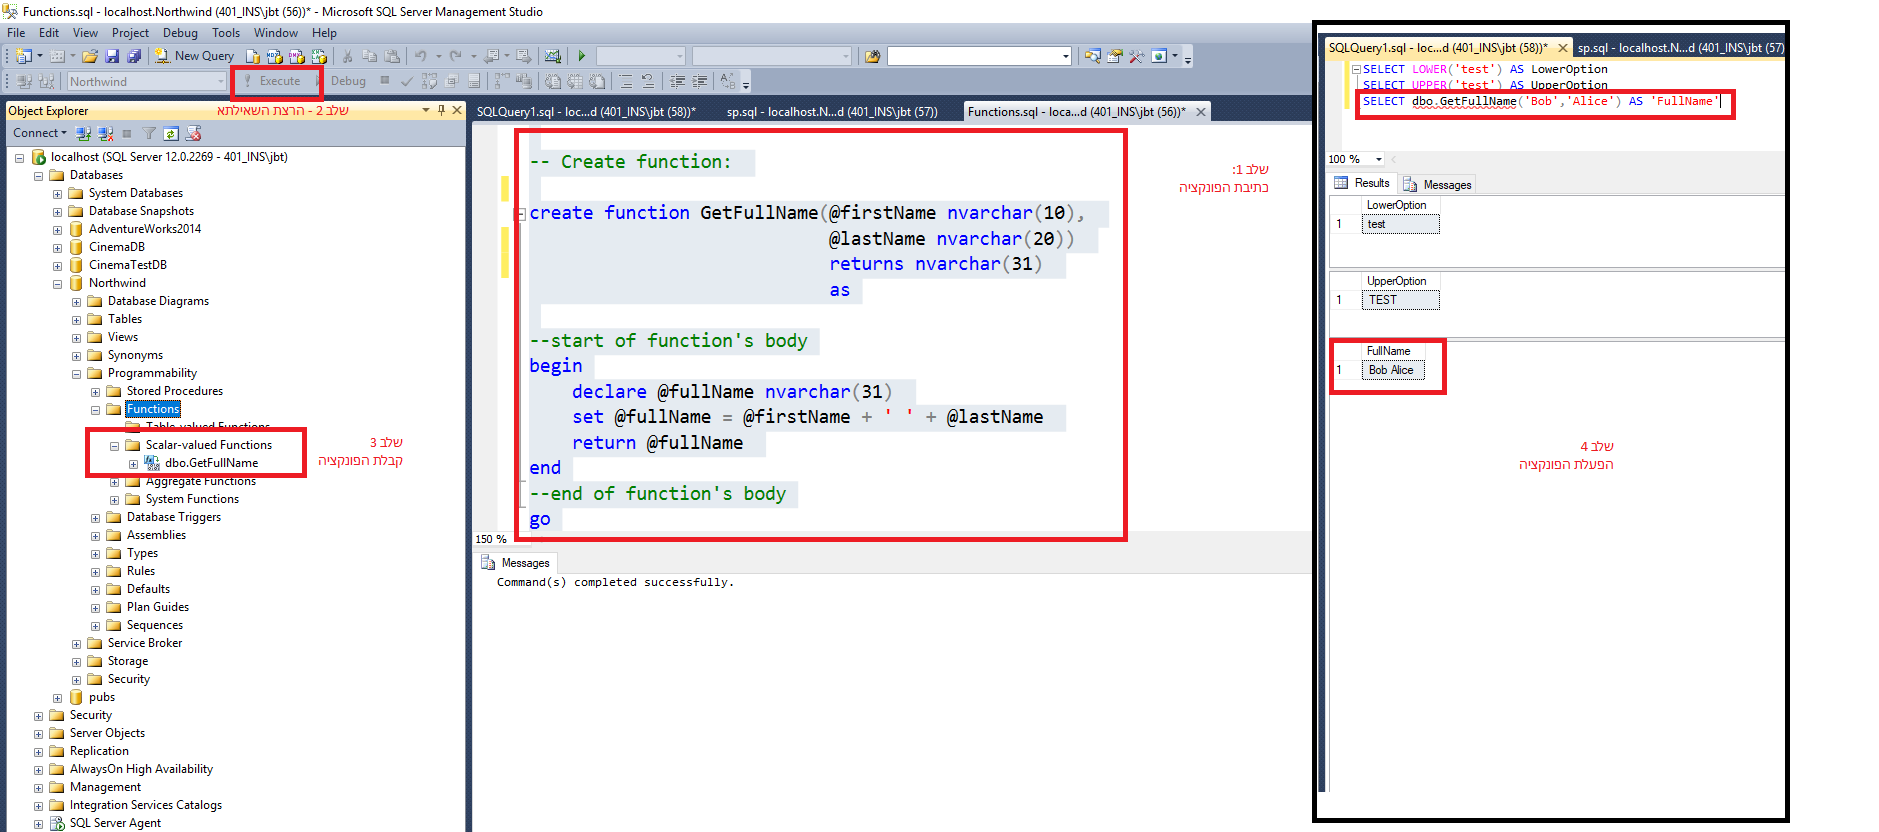 Functions.sql - localhost.Northwind (401_INS\jbt (56))* - Microsoft SQL Server Management Studio
File Edit View Project Debug Tools Window Help
New Query
Northwind Execute Debug
Object Explorer
שלב 2 - הרצת השאילתא
Connect
localhost (SQL Server 12.0.2269 - 401_INS\jbt)
Databases
System Databases
Database Snapshots
AdventureWorks2014
CinemaDB
CinemaTestDB
Northwind
Database Diagrams
Tables
Views
Synonyms
Programmability
Stored Procedures
Functions
Table-valued Functions
Scalar-valued Functions
dbo.GetFullName
Aggregate Functions
System Functions
Database Triggers
Assemblies
Types
Rules
Defaults
Plan Guides
Sequences
Service Broker
Storage
Security
pubs
Security
Server Objects
Replication
AlwaysOn High Availability
Management
Integration Services Catalogs
SQL Server Agent
שלב 3
קבלת הפונקציה
SQLQuery1.sql - loc...d (401_INS\jbt (58))* sp.sql - localhost.N...d (401_INS\jbt (57)) Functions.sql - loca...d (401_INS\jbt (56))*
-- Create function:
create function GetFullName(@firstName nvarchar(10),
@lastName nvarchar(20))
returns nvarchar(31)
as
--start of function's body
begin
declare @fullName nvarchar(31)
set @fullName = @firstName + ' ' + @lastName
return @fullName
end
--end of function's body
go
150 %
Messages
Command(s) completed successfully.
שלב 1:
כתיבת הפונקציה
SQLQuery1.sql - loc...d (401_INS\jbt (58))* sp.sql - localhost.N...d (401_INS\jbt (57)
SELECT LOWER('test') AS LowerOption
SELECT UPPER('test') AS UpperOption
SELECT dbo.GetFullName('Bob','Alice') AS 'FullName'
100 %
Results Messages
LowerOption
1 test
UpperOption
1 TEST
FullName
1 Bob Alice
שלב 4
הפעלת הפונקציה